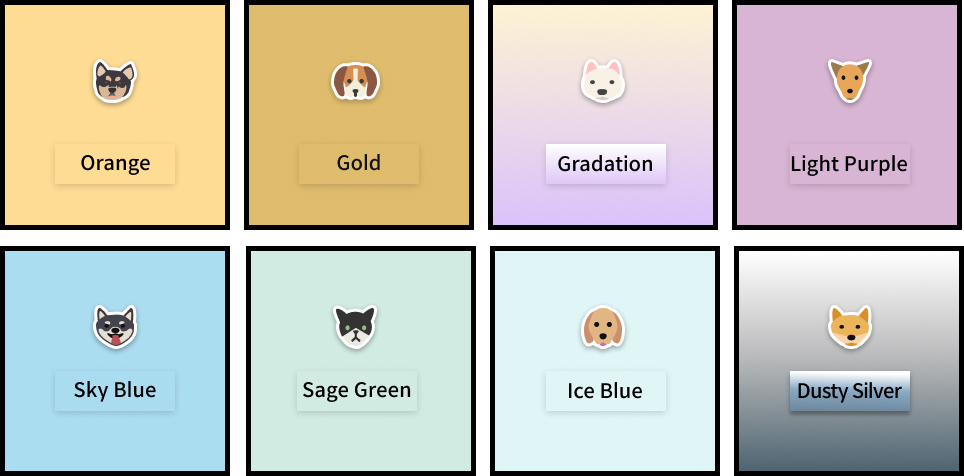 Orange
Gold
Gradation
Light Purple
Sky Blue
Sage Green
Ice Blue
Dusty Silver